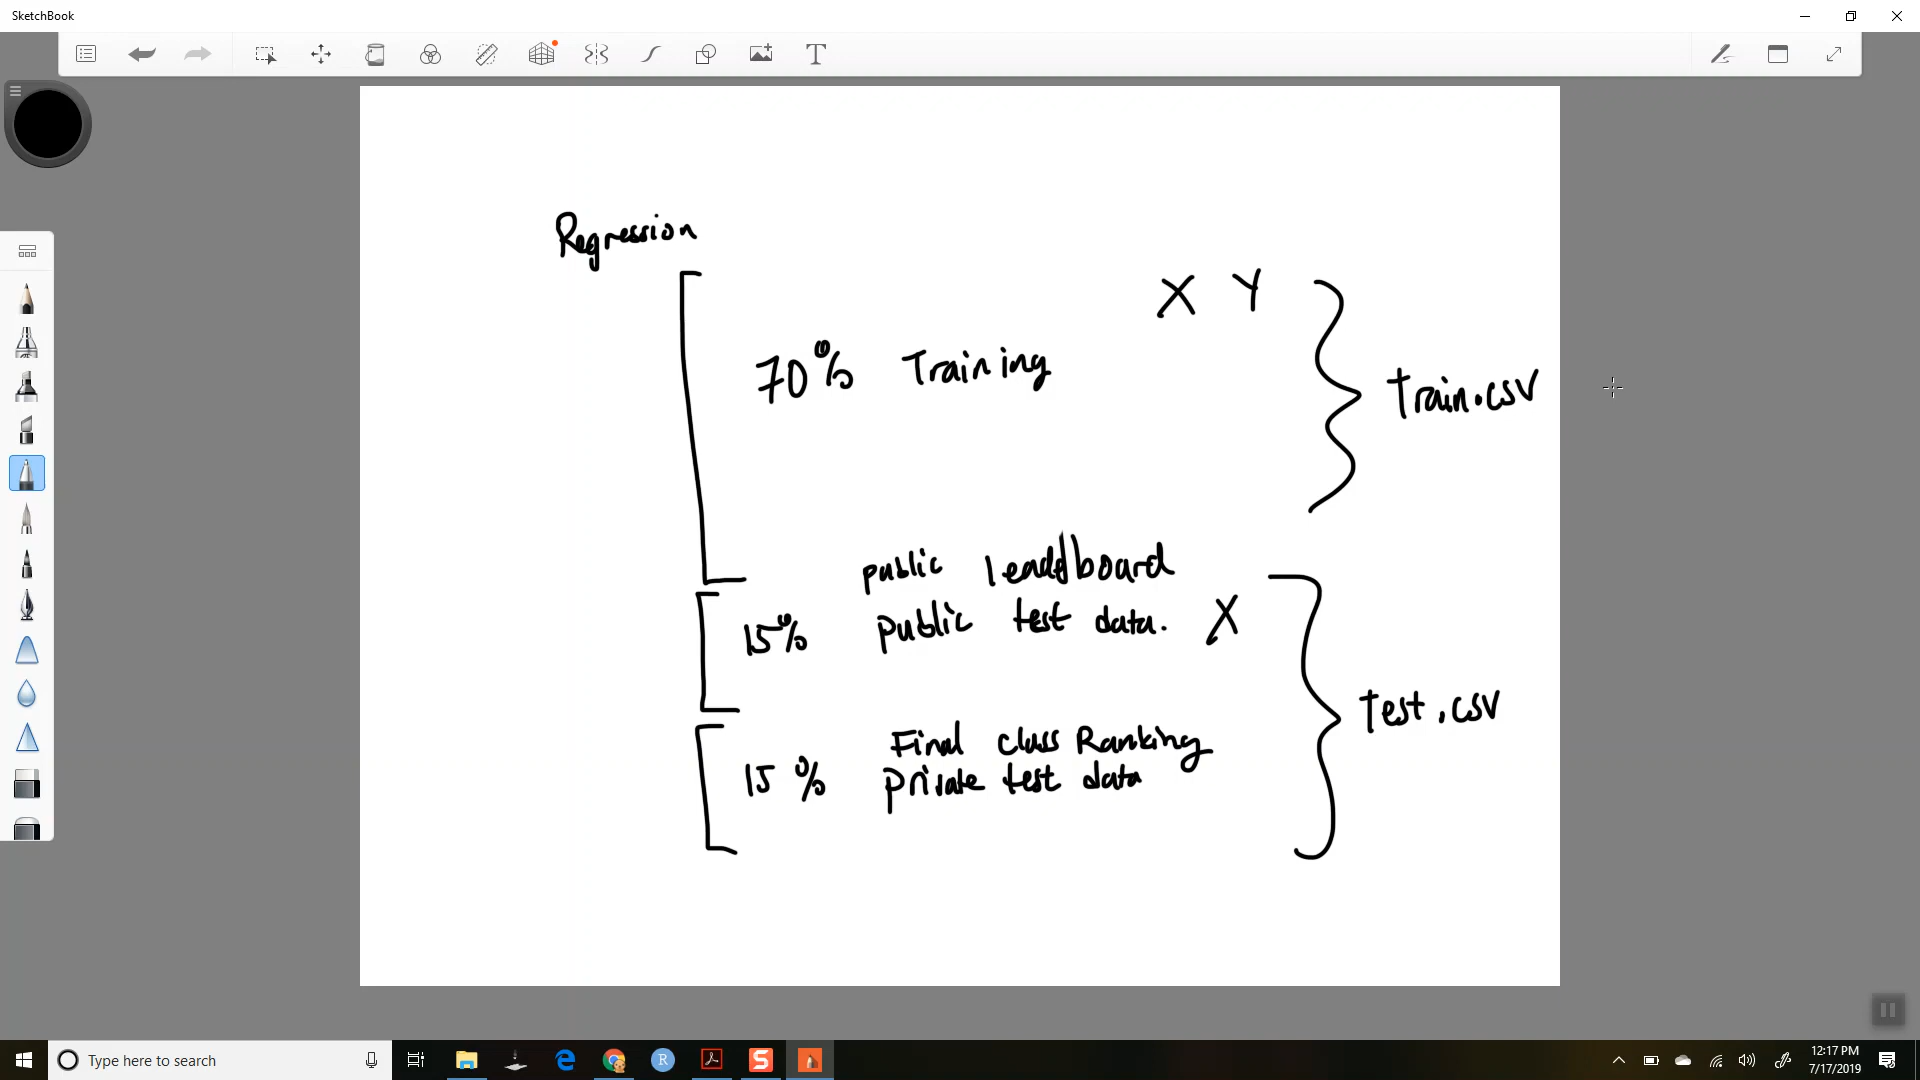 SketchBook
Regression
X Y
70% Training
train.csv
public leaddboard
15% public test data. X
test.csv
Final class Ranking
15 % private test data
Type here to search
12:17 PM
7/17/2019